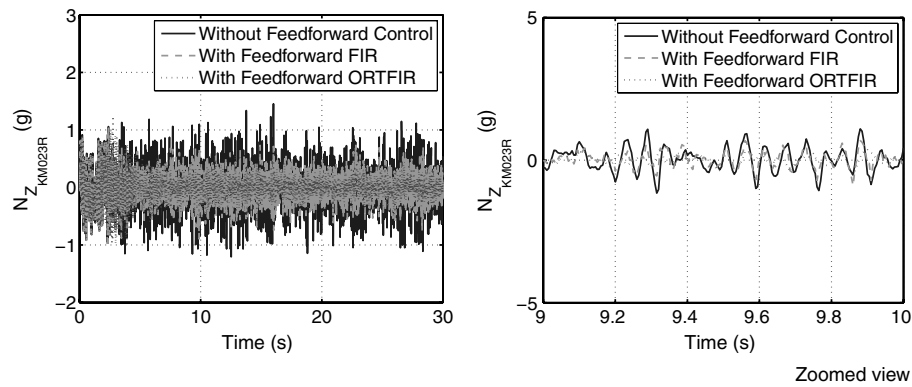 3
2
1
0
−1
−2
0
10
20
30
N_Z_KM023R (g)
Time (s)
Without Feedforward Control
With Feedforward FIR
With Feedforward ORTFIR
5
0
−5
9
9.2
9.4
9.6
9.8
10
N_Z_KM023R (g)
Time (s)
Without Feedforward Control
With Feedforward FIR
With Feedforward ORTFIR
Zoomed view